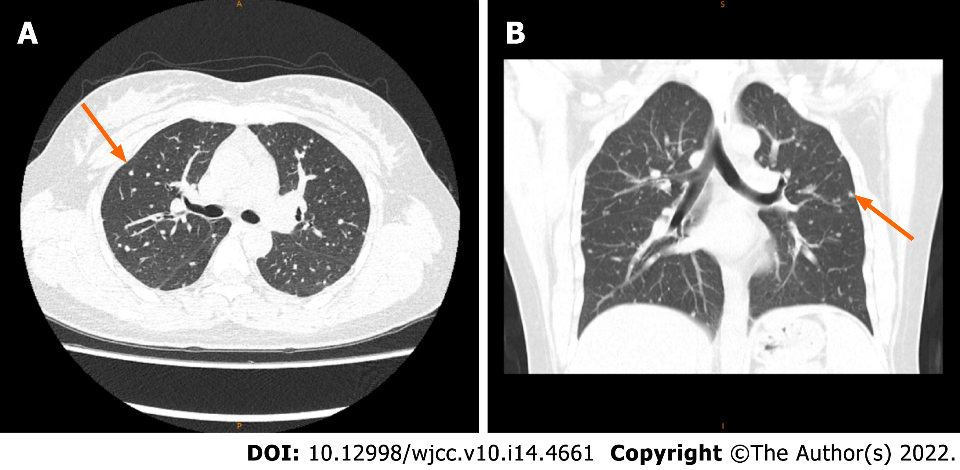 A
A
P
B
S
I
DOI: 10.12998/wjcc.v10.i14.4661 Copyright ©The Author(s) 2022.